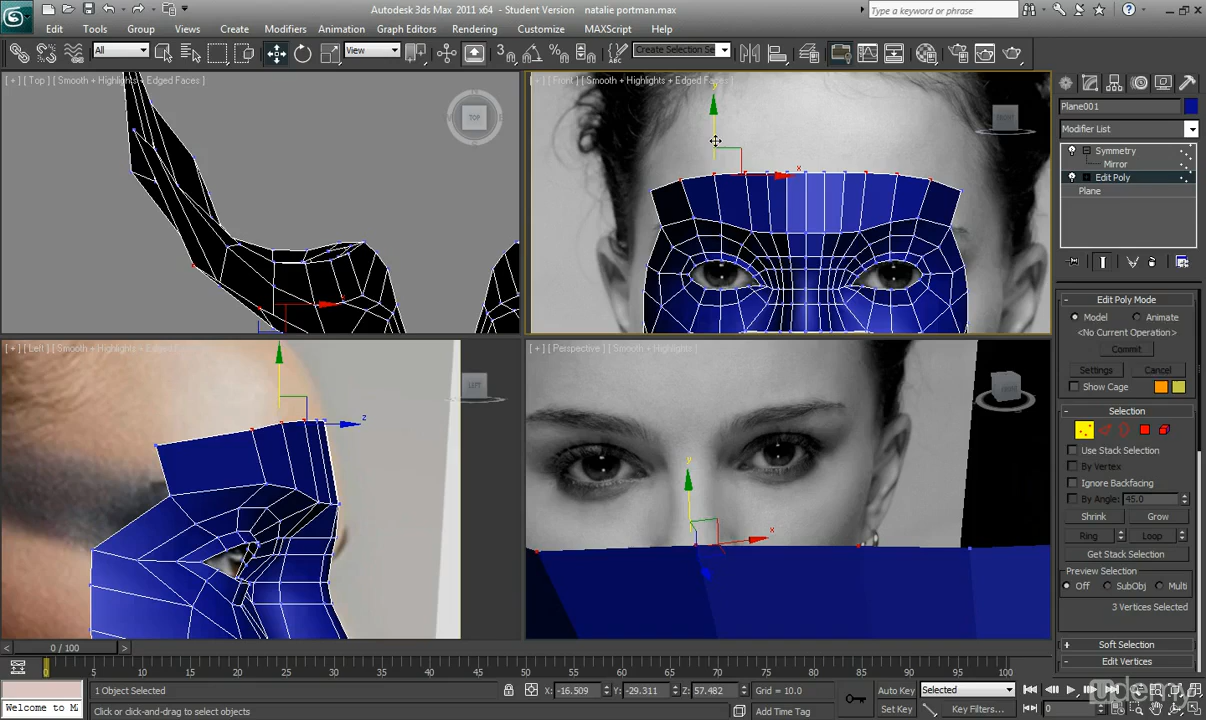 Autodesk 3ds Max 2011 x64 - Student Version natalie portman.max
Type a keyword or phrase
Edit Tools Group Views Create Modifiers Animation Graph Editors Rendering Customize MAXScript Help
All View Create Selection Se
[ + ] [ Top ] [ Smooth + Highlights + Edged Faces ]
TOP
[ + ] [ Front ] [ Smooth + Highlights + Edged Faces ]
FRONT
y
x
Plane001
Modifier List
Symmetry
Mirror
Edit Poly
Plane
Edit Poly Mode
Model Animate
<No Current Operation>
Commit
Settings Cancel
Show Cage
Selection
Use Stack Selection
By Vertex
Ignore Backfacing
By Angle: 45.0
Shrink Grow
Ring Loop
Get Stack Selection
Preview Selection
Off SubObj Multi
3 Vertices Selected
Soft Selection
Edit Vertices
[ + ] [ Left ] [ Smooth + Highlights + Edged Faces ]
LEFT
z
[ + ] [ Perspective ] [ Smooth + Highlights ]
y
x
0 / 100
0 5 10 15 20 25 30 35 40 45 50 55 60 65 70 75 80 85 90 95 100
1 Object Selected
X: -16.509 Y: -29.311 Z: 57.482 Grid = 10.0
Auto Key Selected
Welcome to MA
Click or click-and-drag to select objects
Add Time Tag
Set Key Key Filters... 0
udemy